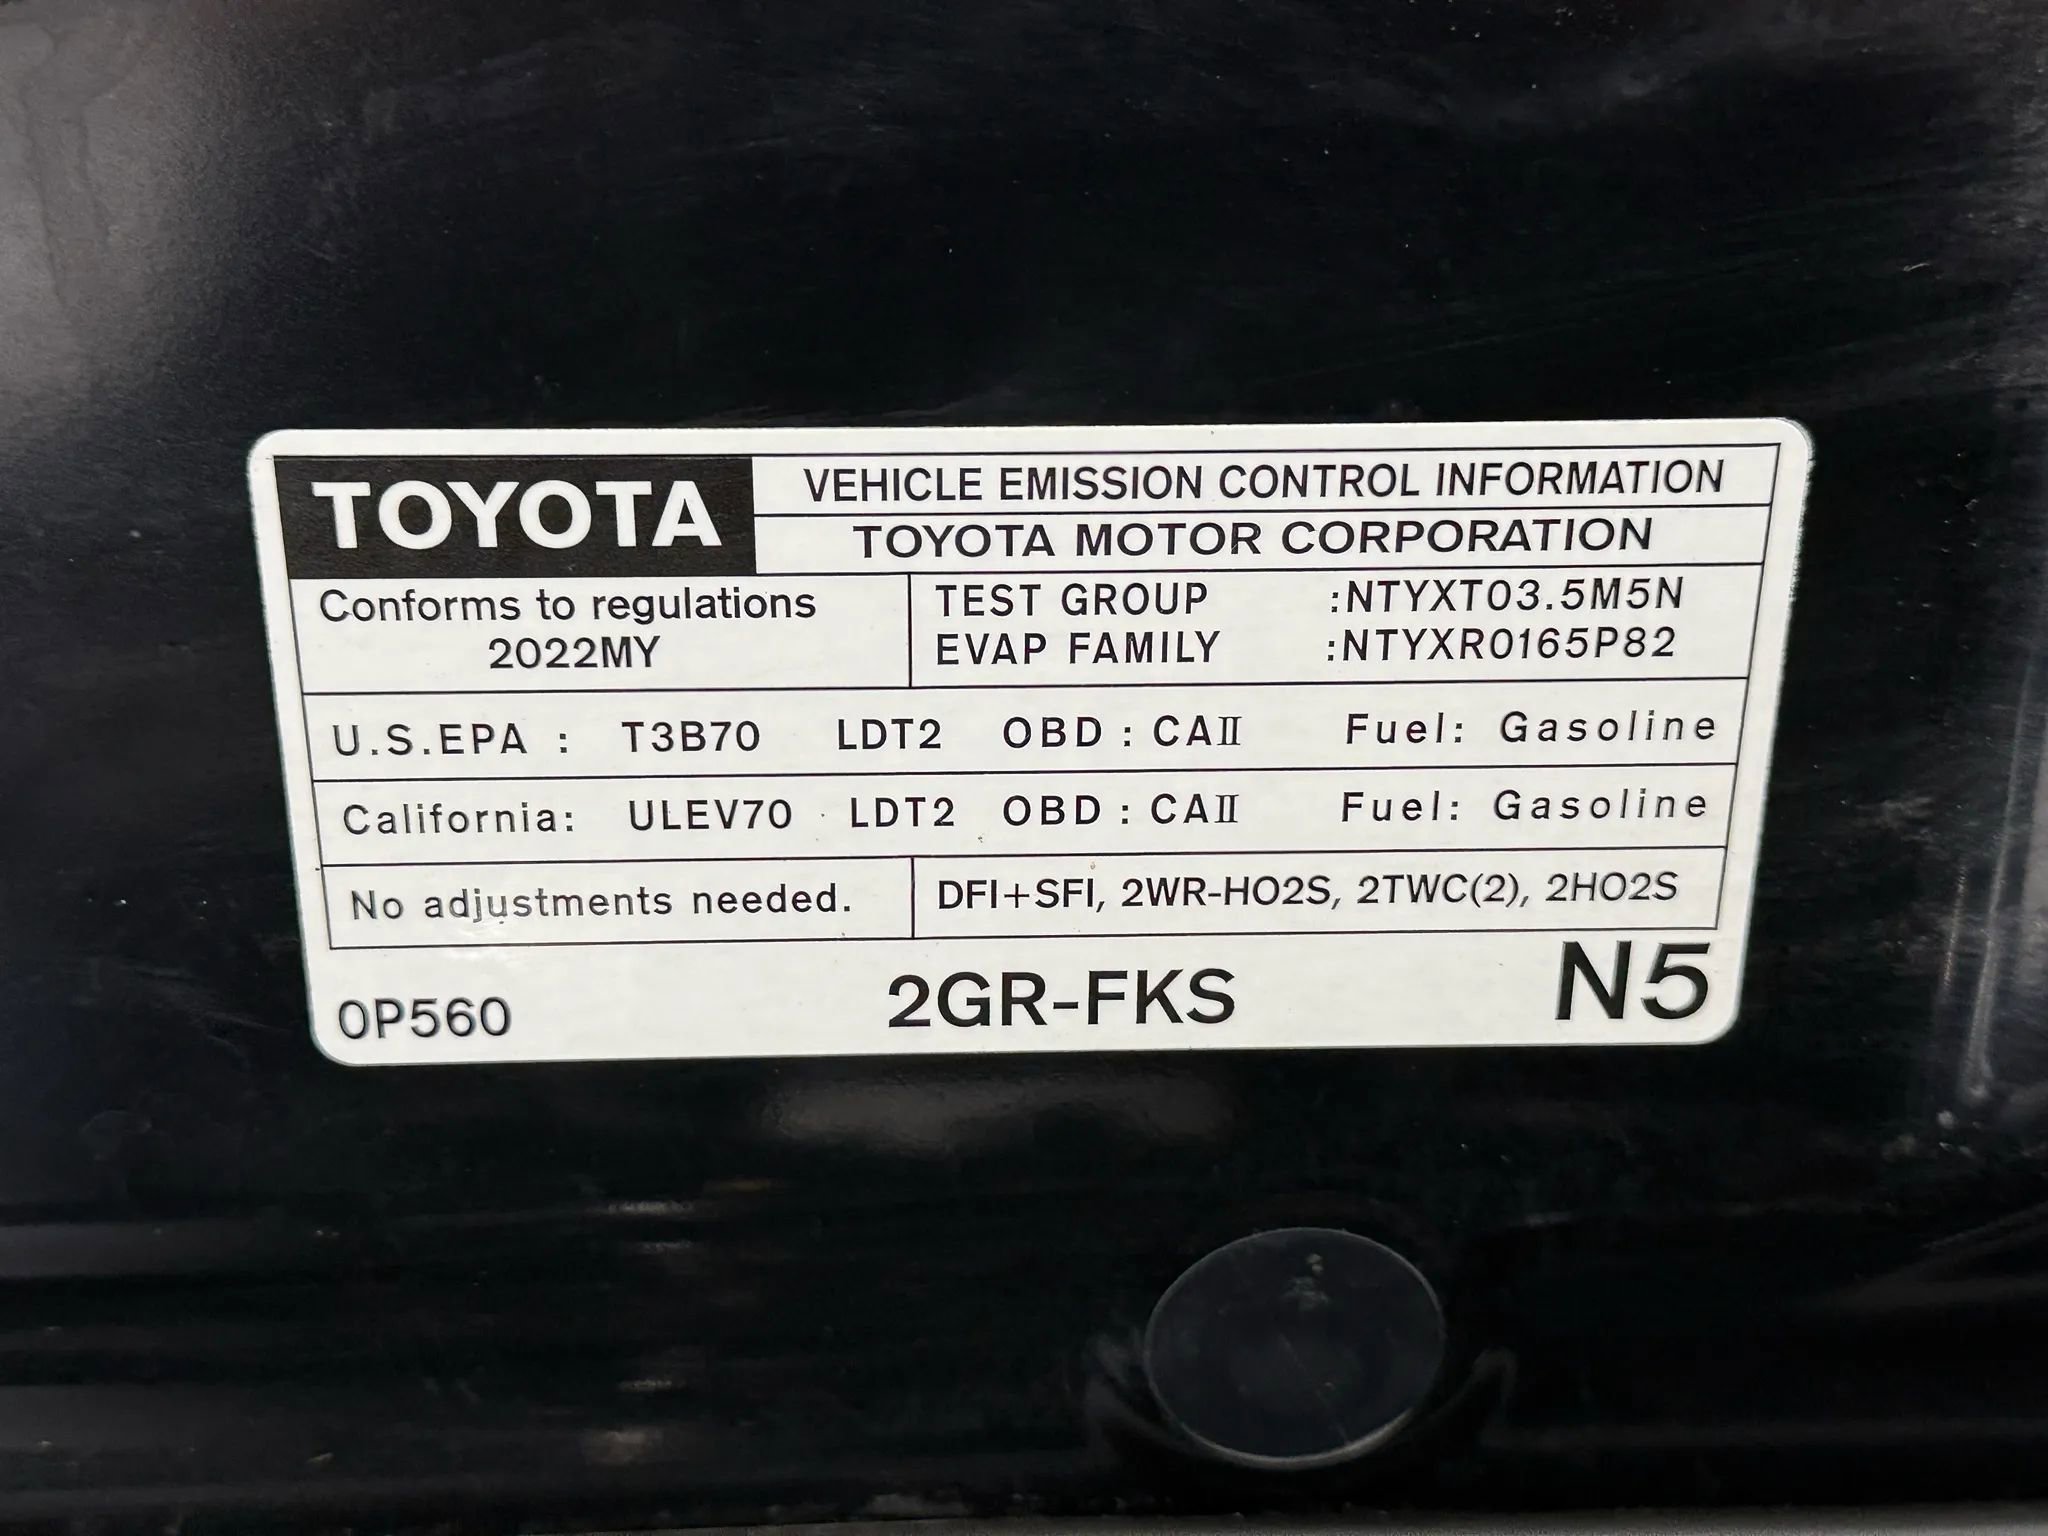 TOYOTA
VEHICLE EMISSION CONTROL INFORMATION
TOYOTA MOTOR CORPORATION
Conforms to regulations
2022MY
TEST GROUP :NTYXT03.5M5N
EVAP FAMILY :NTYXR0165P82
U.S.EPA : T3B70 LDT2 OBD : CAⅡ Fuel: Gasoline
California: ULEV70 LDT2 OBD : CAⅡ Fuel: Gasoline
No adjustments needed.
DFI+SFI, 2WR-HO2S, 2TWC(2), 2HO2S
0P560
2GR-FKS
N5